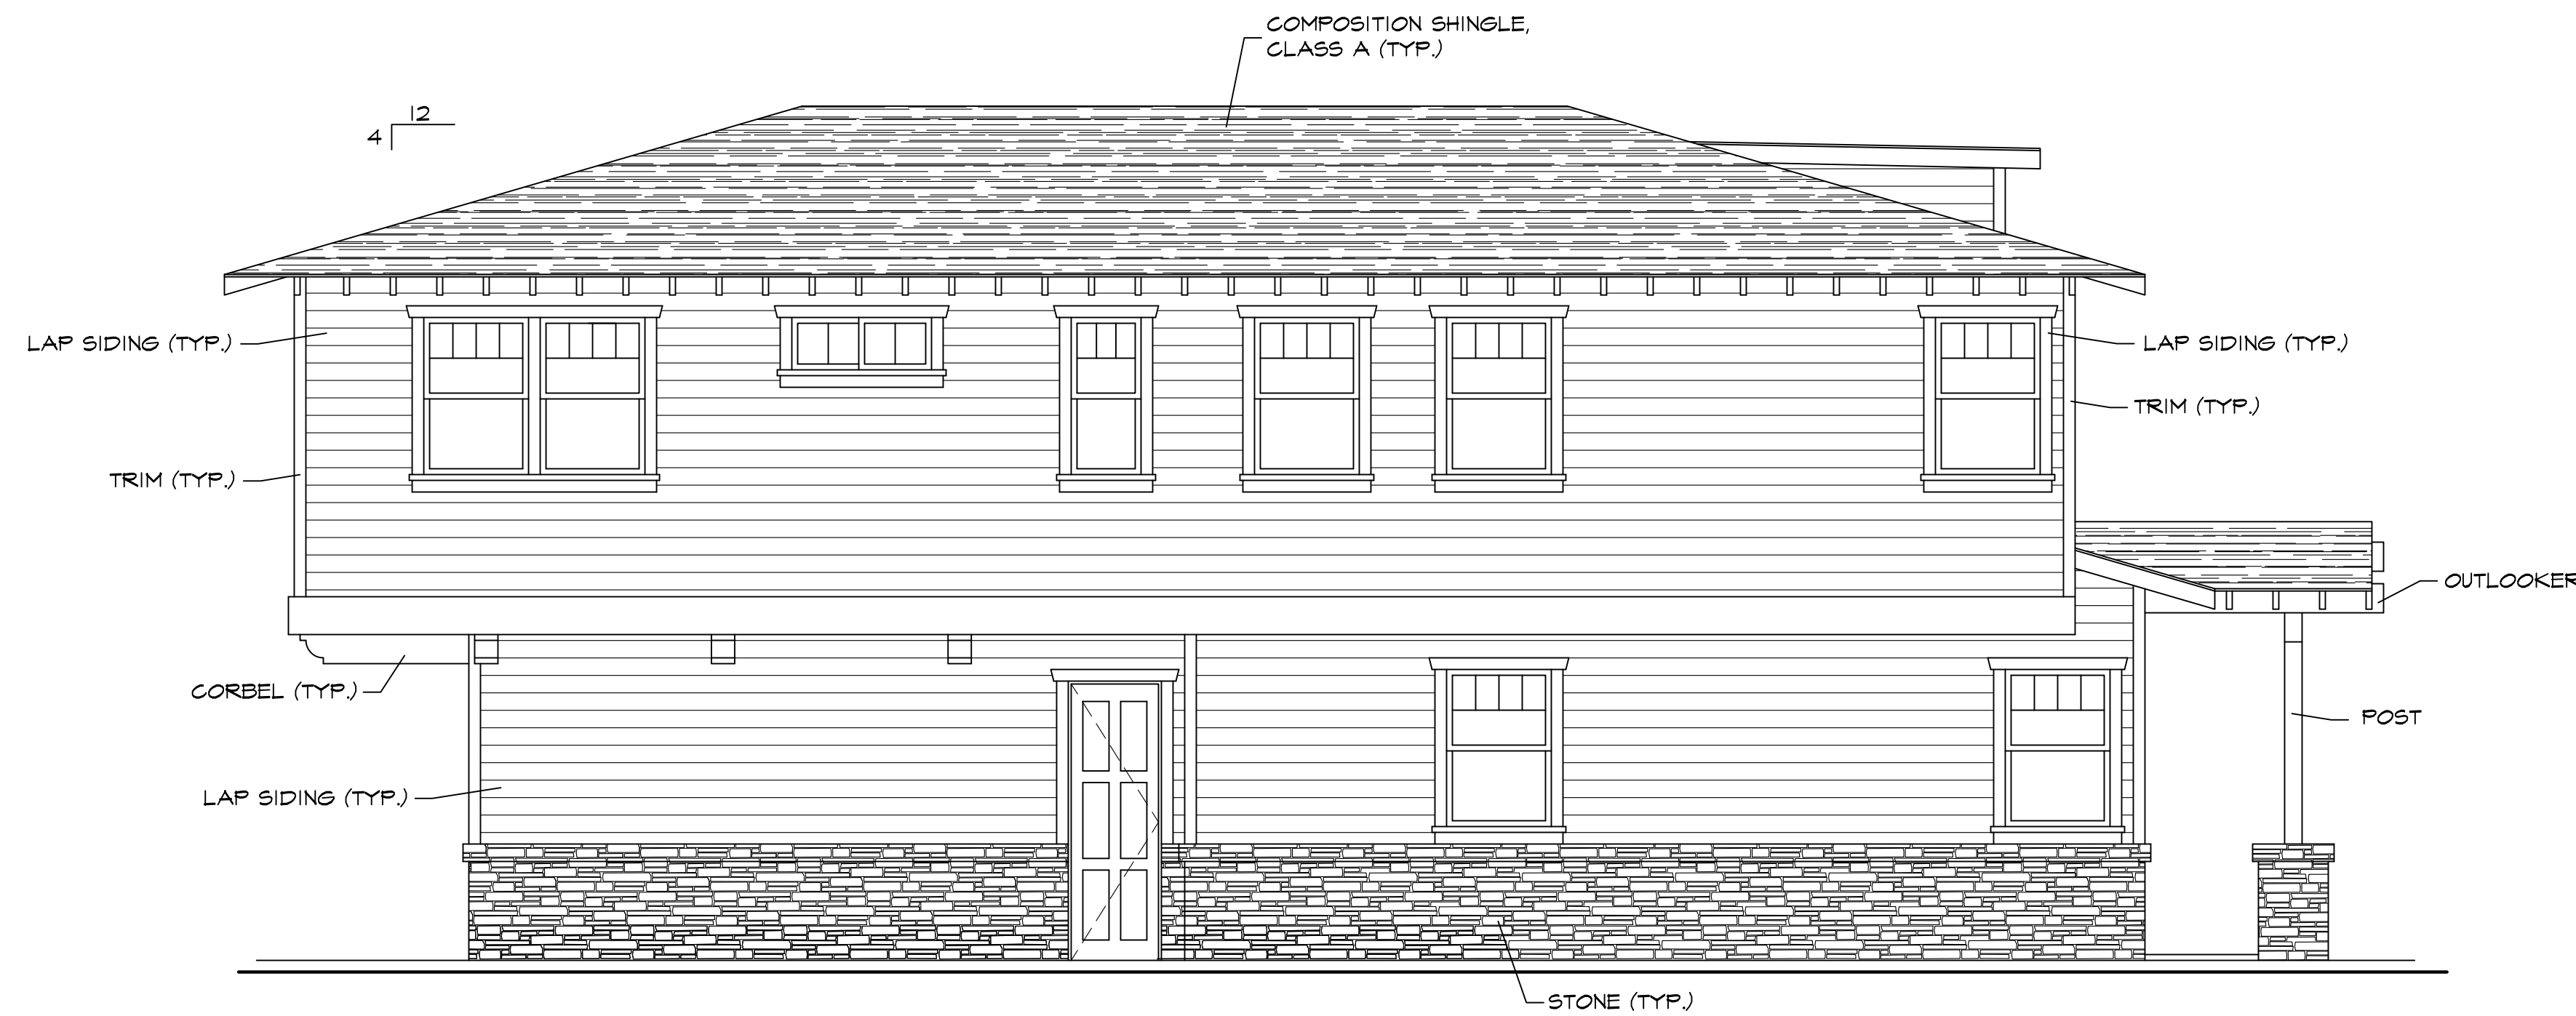 COMPOSITION SHINGLE,
CLASS A (TYP.)
12
4
LAP SIDING (TYP.)
LAP SIDING (TYP.)
TRIM (TYP.)
TRIM (TYP.)
OUTLOOKER
CORBEL (TYP.)
POST
LAP SIDING (TYP.)
STONE (TYP.)